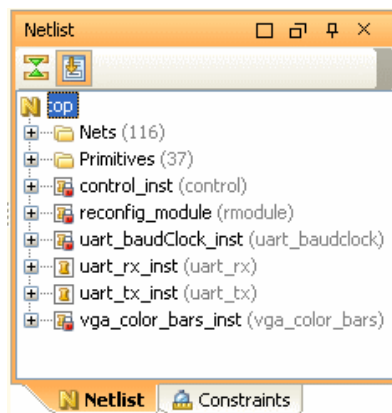 Netlist
top
Nets (116)
Primitives (37)
control_inst (control)
reconfig_module (rmodule)
uart_baudClock_inst (uart_baudclock)
uart_rx_inst (uart_rx)
uart_tx_inst (uart_tx)
vga_color_bars_inst (vga_color_bars)
Netlist Constraints